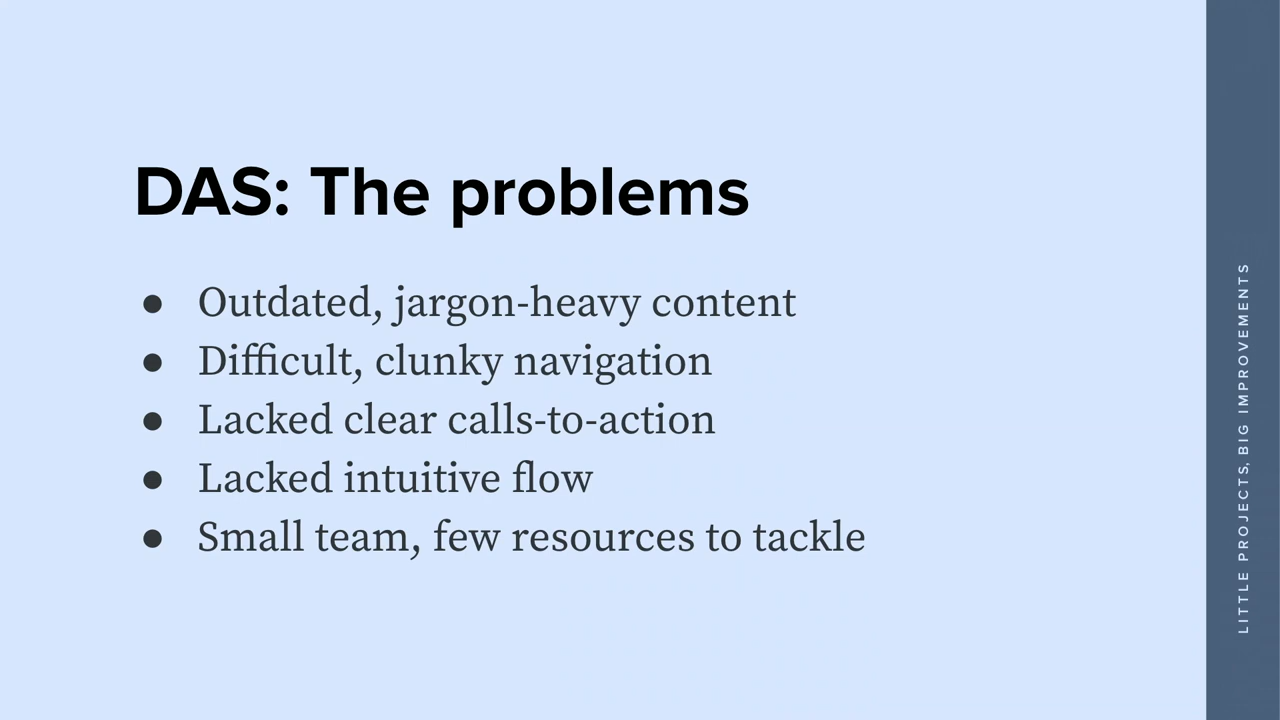 DAS: The problems
● Outdated, jargon-heavy content
● Difficult, clunky navigation
● Lacked clear calls-to-action
● Lacked intuitive flow
● Small team, few resources to tackle
LITTLE PROJECTS, BIG IMPROVEMENTS